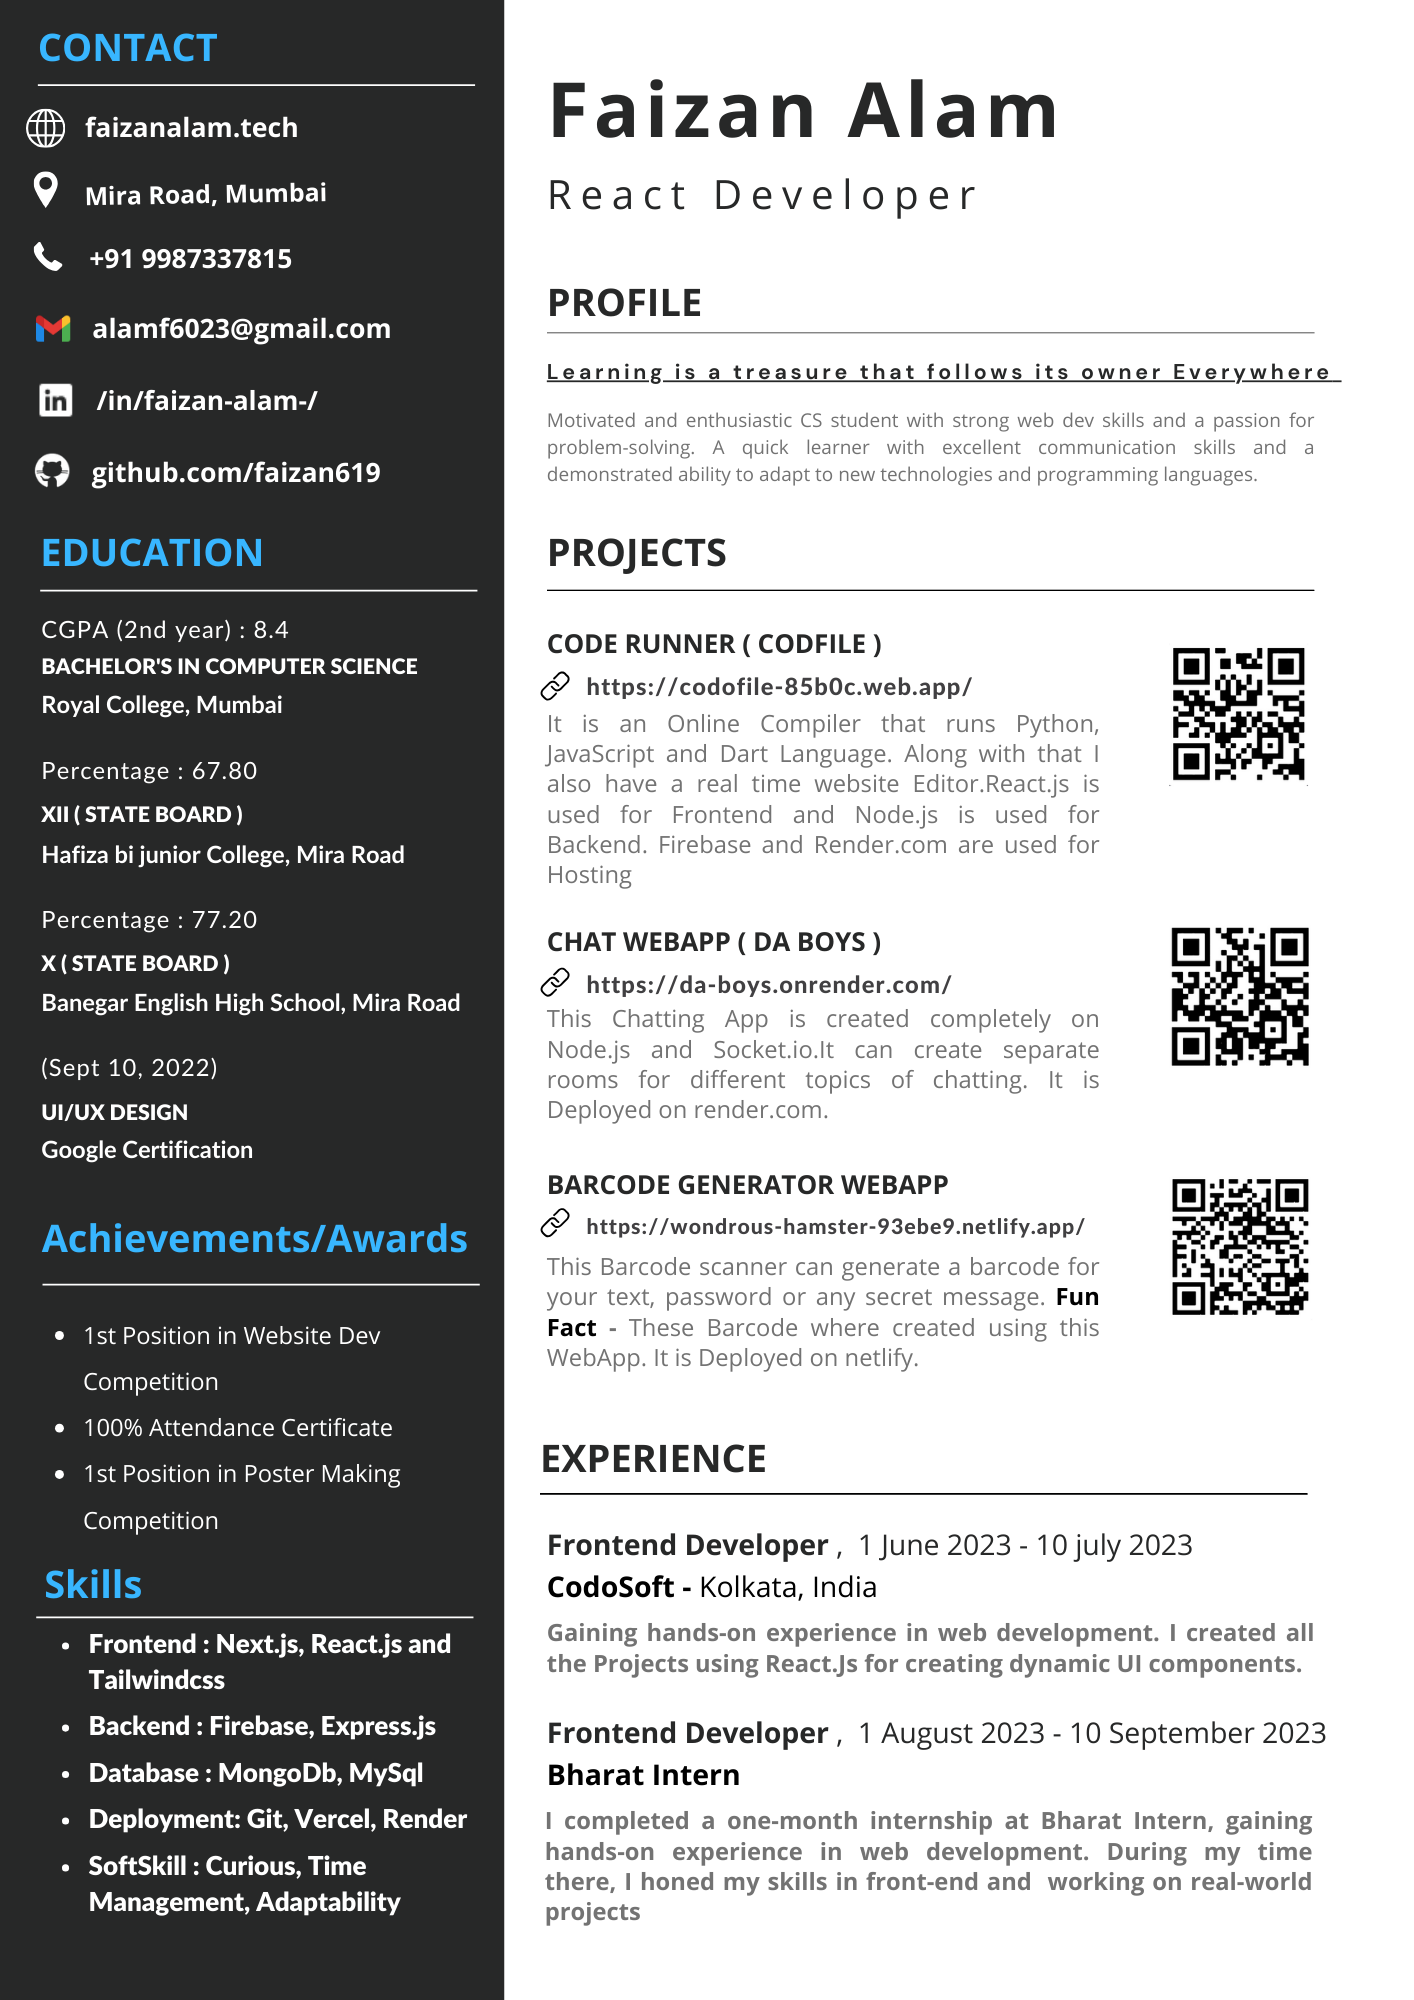 CONTACT
faizanalam.tech
Mira Road, Mumbai
+91 9987337815
alamf6023@gmail.com
/in/faizan-alam-/
github.com/faizan619
EDUCATION
CGPA (2nd year) : 8.4
BACHELOR'S IN COMPUTER SCIENCE
Royal College, Mumbai
Percentage : 67.80
XII ( STATE BOARD )
Hafiza bi junior College, Mira Road
Percentage : 77.20
X ( STATE BOARD )
Banegar English High School, Mira Road
(Sept 10, 2022)
UI/UX DESIGN
Google Certification
Achievements/Awards
• 1st Position in Website Dev
Competition
• 100% Attendance Certificate
• 1st Position in Poster Making
Competition
Skills
• Frontend : Next.js, React.js and
Tailwindcss
• Backend : Firebase, Express.js
• Database : MongoDb, MySql
• Deployment: Git, Vercel, Render
• SoftSkill : Curious, Time
Management, Adaptability
Faizan Alam
React Developer
PROFILE
Learning is a treasure that follows its owner Everywhere
Motivated and enthusiastic CS student with strong web dev skills and a passion for
problem-solving. A quick learner with excellent communication skills and a
demonstrated ability to adapt to new technologies and programming languages.
PROJECTS
CODE RUNNER ( CODFILE )
https://codofile-85b0c.web.app/
It is an Online Compiler that runs Python,
JavaScript and Dart Language. Along with that I
also have a real time website Editor.React.js is
used for Frontend and Node.js is used for
Backend. Firebase and Render.com are used for
Hosting
CHAT WEBAPP ( DA BOYS )
https://da-boys.onrender.com/
This Chatting App is created completely on
Node.js and Socket.io.It can create separate
rooms for different topics of chatting. It is
Deployed on render.com.
BARCODE GENERATOR WEBAPP
https://wondrous-hamster-93ebe9.netlify.app/
This Barcode scanner can generate a barcode for
your text, password or any secret message. Fun
Fact - These Barcode where created using this
WebApp. It is Deployed on netlify.
EXPERIENCE
Frontend Developer , 1 June 2023 - 10 july 2023
CodoSoft - Kolkata, India
Gaining hands-on experience in web development. I created all
the Projects using React.Js for creating dynamic UI components.
Frontend Developer , 1 August 2023 - 10 September 2023
Bharat Intern
I completed a one-month internship at Bharat Intern, gaining
hands-on experience in web development. During my time
there, I honed my skills in front-end and working on real-world
projects